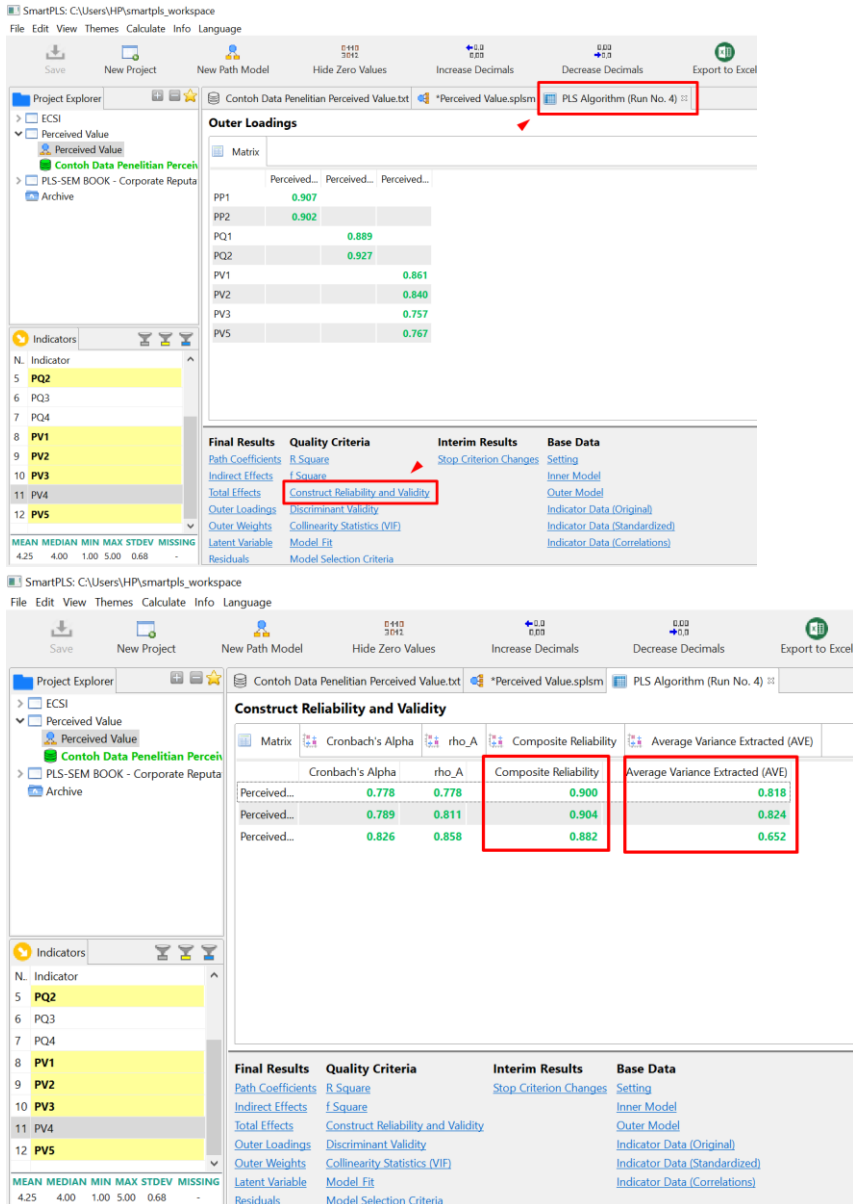 SmartPLS: C:\Users\HP\smartpls_workspace
File Edit View Themes Calculate Info Language
Save New Project New Path Model Hide Zero Values Increase Decimals Decrease Decimals Export to Excel
Project Explorer
ECSI
Perceived Value
Perceived Value
Contoh Data Penelitian Perceiv
PLS-SEM BOOK - Corporate Reputa
Archive
Contoh Data Penelitian Perceived Value.txt *Perceived Value.splsm PLS Algorithm (Run No. 4)
Outer Loadings
Matrix
Perceived... Perceived... Perceived...
PP1 0.907
PP2 0.902
PQ1 0.889
PQ2 0.927
PV1 0.861
PV2 0.840
PV3 0.757
PV5 0.767
Indicators
N. Indicator
5 PQ2
6 PQ3
7 PQ4
8 PV1
9 PV2
10 PV3
11 PV4
12 PV5
MEAN MEDIAN MIN MAX STDEV MISSING
4.25 4.00 1.00 5.00 0.68 -
Final Results Quality Criteria Interim Results Base Data
Path Coefficients R Square Stop Criterion Changes Setting
Indirect Effects f Square Inner Model
Total Effects Construct Reliability and Validity Outer Model
Outer Loadings Discriminant Validity Indicator Data (Original)
Outer Weights Collinearity Statistics (VIF) Indicator Data (Standardized)
Latent Variable Model Fit Indicator Data (Correlations)
Residuals Model Selection Criteria
SmartPLS: C:\Users\HP\smartpls_workspace
File Edit View Themes Calculate Info Language
Save New Project New Path Model Hide Zero Values Increase Decimals Decrease Decimals Export to Excel
Project Explorer
ECSI
Perceived Value
Perceived Value
Contoh Data Penelitian Perceiv
PLS-SEM BOOK - Corporate Reputa
Archive
Contoh Data Penelitian Perceived Value.txt *Perceived Value.splsm PLS Algorithm (Run No. 4)
Construct Reliability and Validity
Matrix Cronbach's Alpha rho_A Composite Reliability Average Variance Extracted (AVE)
Cronbach's Alpha rho_A Composite Reliability Average Variance Extracted (AVE)
Perceived... 0.778 0.778 0.900 0.818
Perceived... 0.789 0.811 0.904 0.824
Perceived... 0.826 0.858 0.882 0.652
Indicators
N. Indicator
5 PQ2
6 PQ3
7 PQ4
8 PV1
9 PV2
10 PV3
11 PV4
12 PV5
MEAN MEDIAN MIN MAX STDEV MISSING
4.25 4.00 1.00 5.00 0.68 -
Final Results Quality Criteria Interim Results Base Data
Path Coefficients R Square Stop Criterion Changes Setting
Indirect Effects f Square Inner Model
Total Effects Construct Reliability and Validity Outer Model
Outer Loadings Discriminant Validity Indicator Data (Original)
Outer Weights Collinearity Statistics (VIF) Indicator Data (Standardized)
Latent Variable Model Fit Indicator Data (Correlations)
Residuals Model Selection Criteria